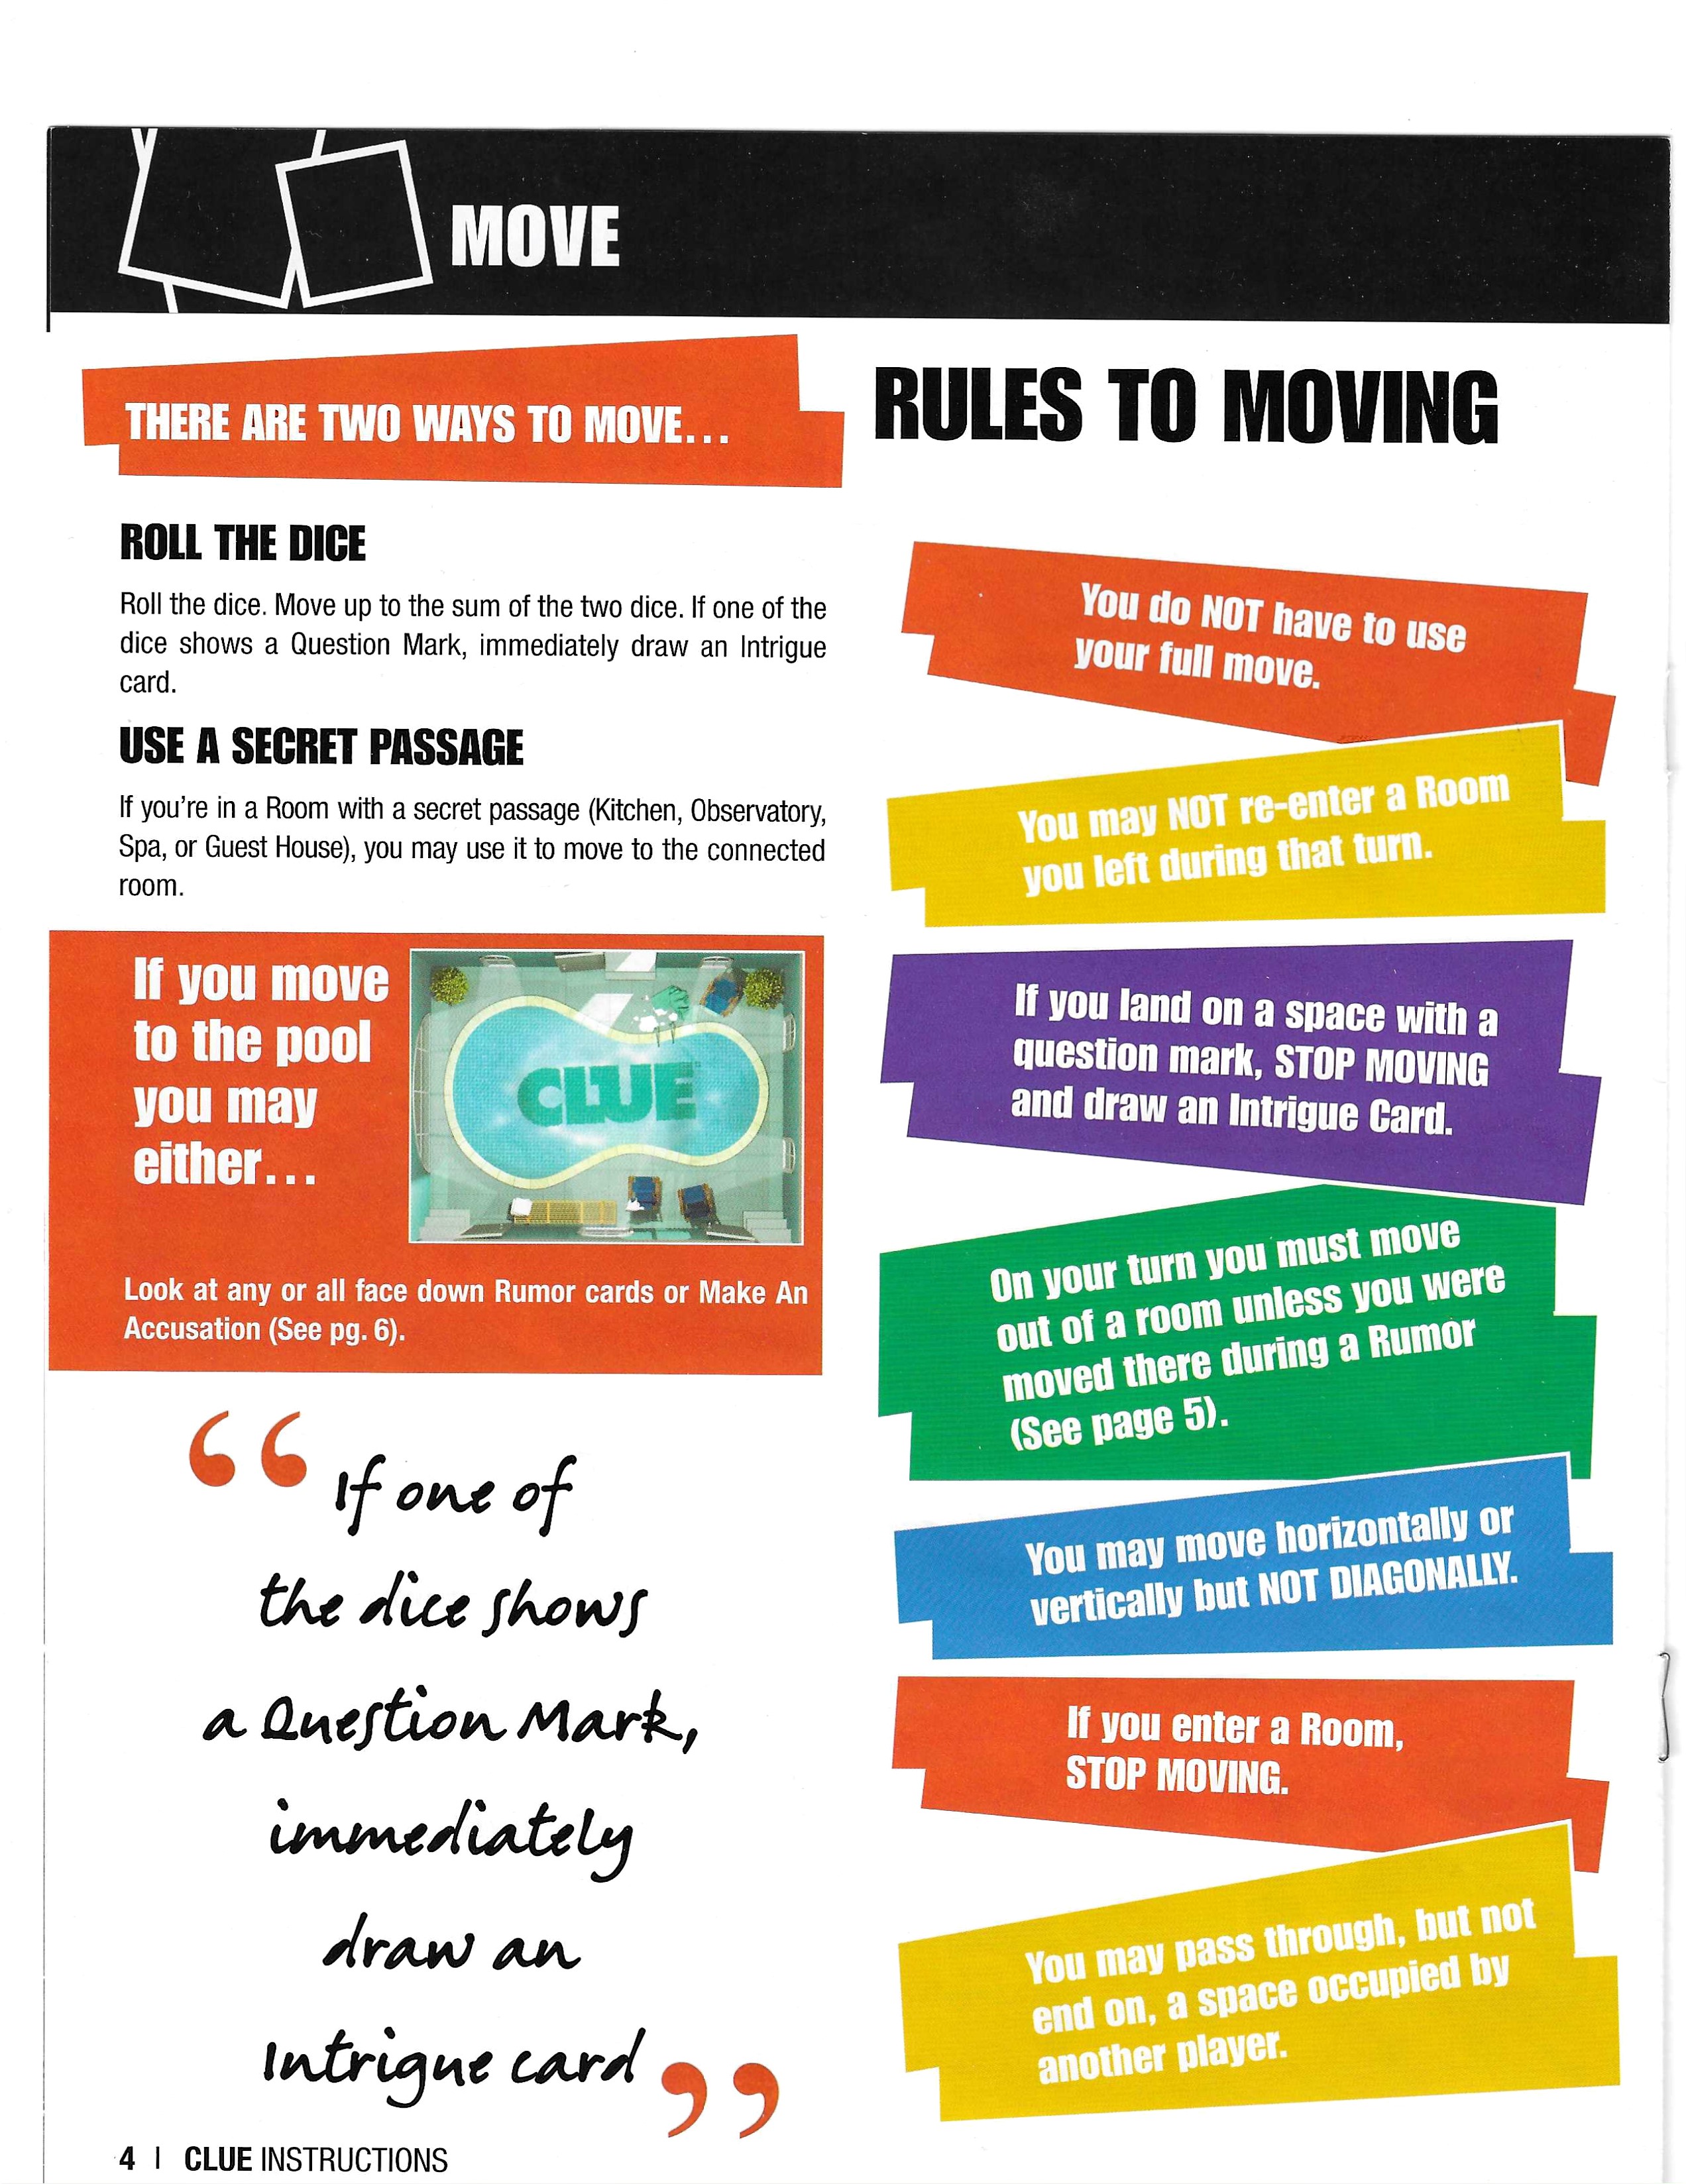 MOVE
THERE ARE TWO WAYS TO MOVE...
ROLL THE DICE
Roll the dice. Move up to the sum of the two dice. If one of the
dice shows a Question Mark, immediately draw an Intrigue
card.
USE A SECRET PASSAGE
If you're in a Room with a secret passage (Kitchen, Observatory,
Spa, or Guest House), you may use it to move to the connected
room.
If you move
to the pool
you may
either...
CLUE
Look at any or all face down Rumor cards or Make An
Accusation (See pg. 6).
“If one of
the dice shows
a Question Mark,
immediately
draw an
Intrigue card”
RULES TO MOVING
You do NOT have to use
your full move.
You may NOT re-enter a Room
you left during that turn.
If you land on a space with a
question mark, STOP MOVING
and draw an Intrigue Card.
On your turn you must move
out of a room unless you were
moved there during a Rumor
(See page 5).
You may move horizontally or
vertically but NOT DIAGONALLY.
If you enter a Room,
STOP MOVING.
You may pass through, but not
end on, a space occupied by
another player.
4 | CLUE INSTRUCTIONS